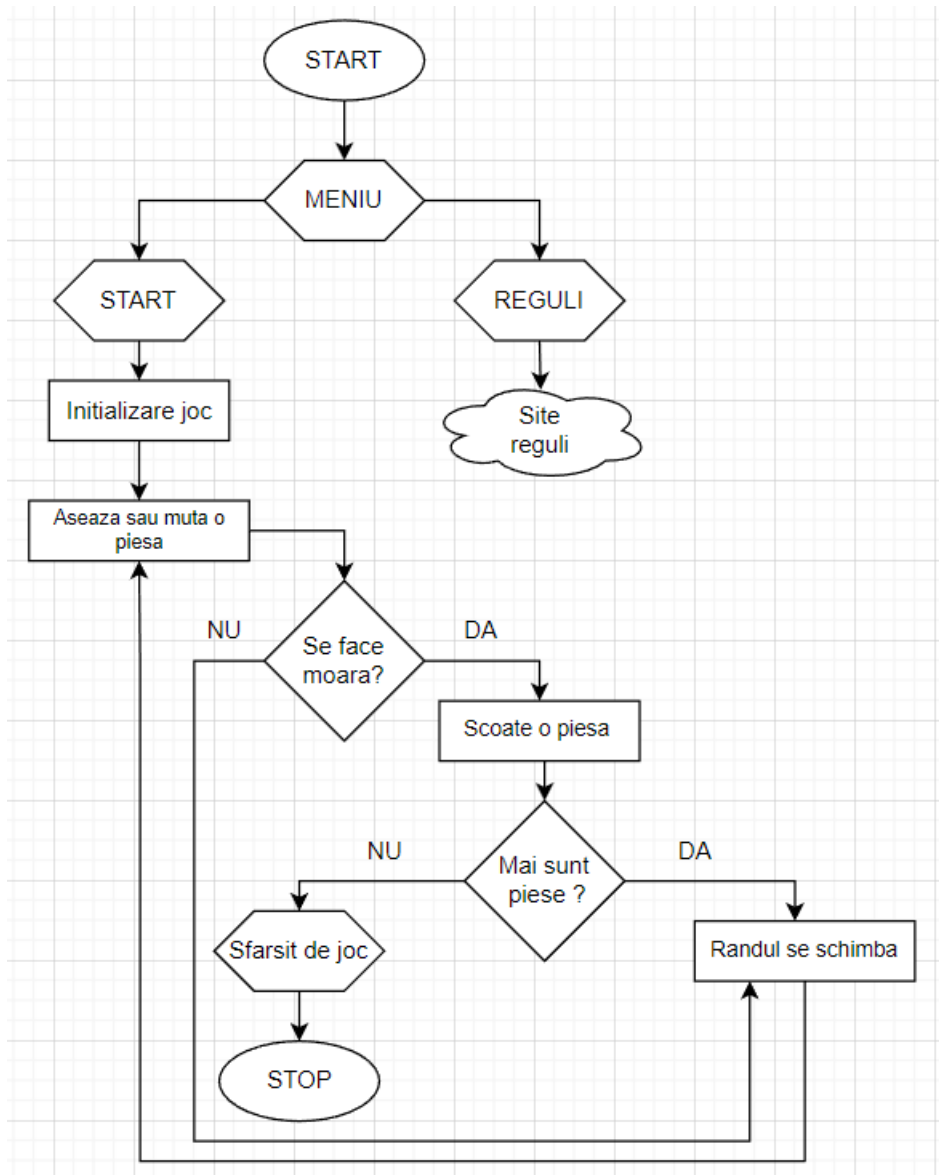 START
MENIU
START
REGULI
Initializare joc
Site
reguli
Aseaza sau muta o
piesa
NU
DA
Se face
moara?
Scoate o piesa
NU
DA
Mai sunt
piese ?
Sfarsit de joc
Randul se schimba
STOP